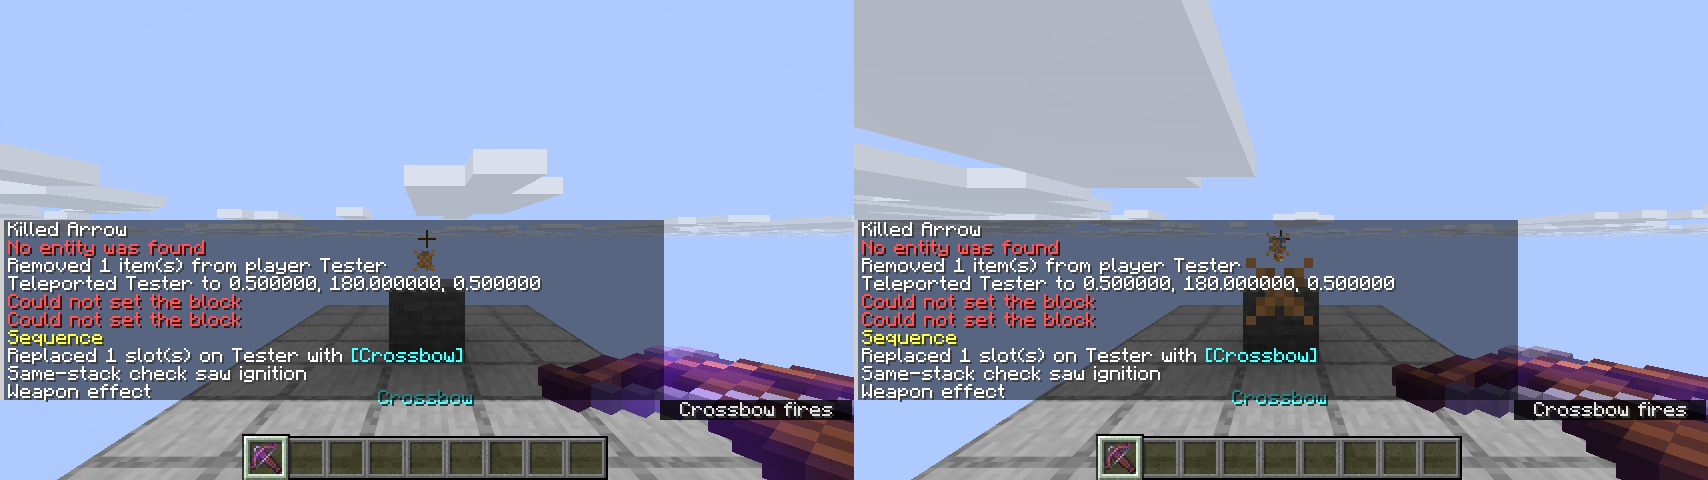 Killed Arrow
No entity was found
Removed 1 item(s) from player Tester
Teleported Tester to 0.500000, 180.000000, 0.500000
Could not set the block
Could not set the block
Sequence
Replaced 1 slot(s) on Tester with [Crossbow]
Same-stack check saw ignition
Weapon effect
Crossbow
Crossbow fires
Killed Arrow
No entity was found
Removed 1 item(s) from player Tester
Teleported Tester to 0.500000, 180.000000, 0.500000
Could not set the block
Could not set the block
Sequence
Replaced 1 slot(s) on Tester with [Crossbow]
Same-stack check saw ignition
Weapon effect
Crossbow
Crossbow fires